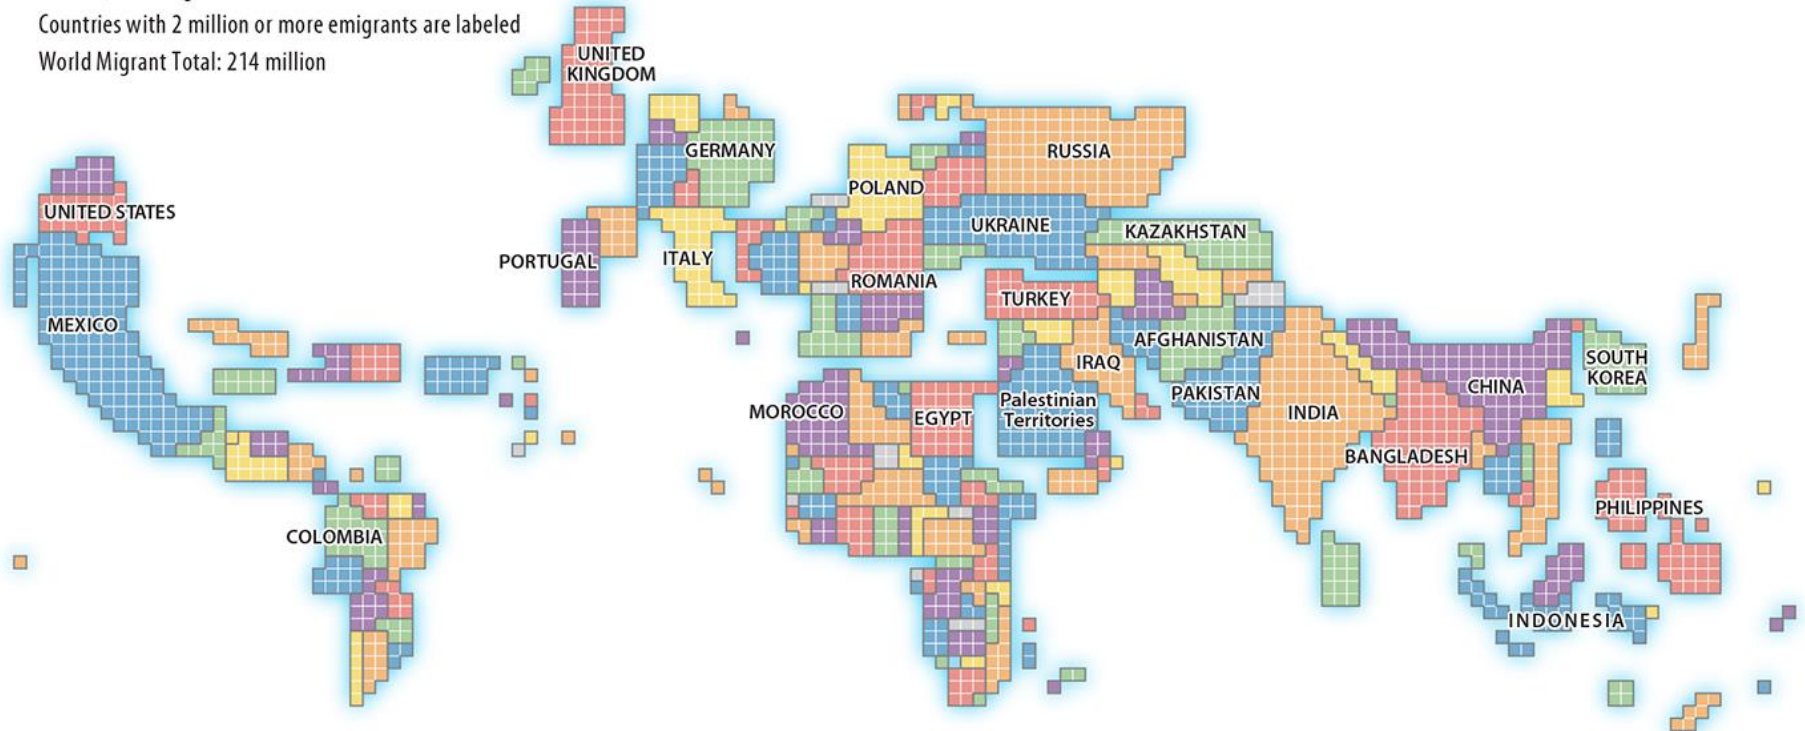 Countries with 2 million or more emigrants are labeled
World Migrant Total: 214 million
UNITED
KINGDOM
GERMANY
RUSSIA
POLAND
UNITED STATES
UKRAINE
KAZAKHSTAN
PORTUGAL
ITALY
ROMANIA
TURKEY
MEXICO
AFGHANISTAN
IRAQ
SOUTH
KOREA
CHINA
PAKISTAN
Palestinian
Territories
MOROCCO
EGYPT
INDIA
BANGLADESH
PHILIPPINES
COLOMBIA
INDONESIA